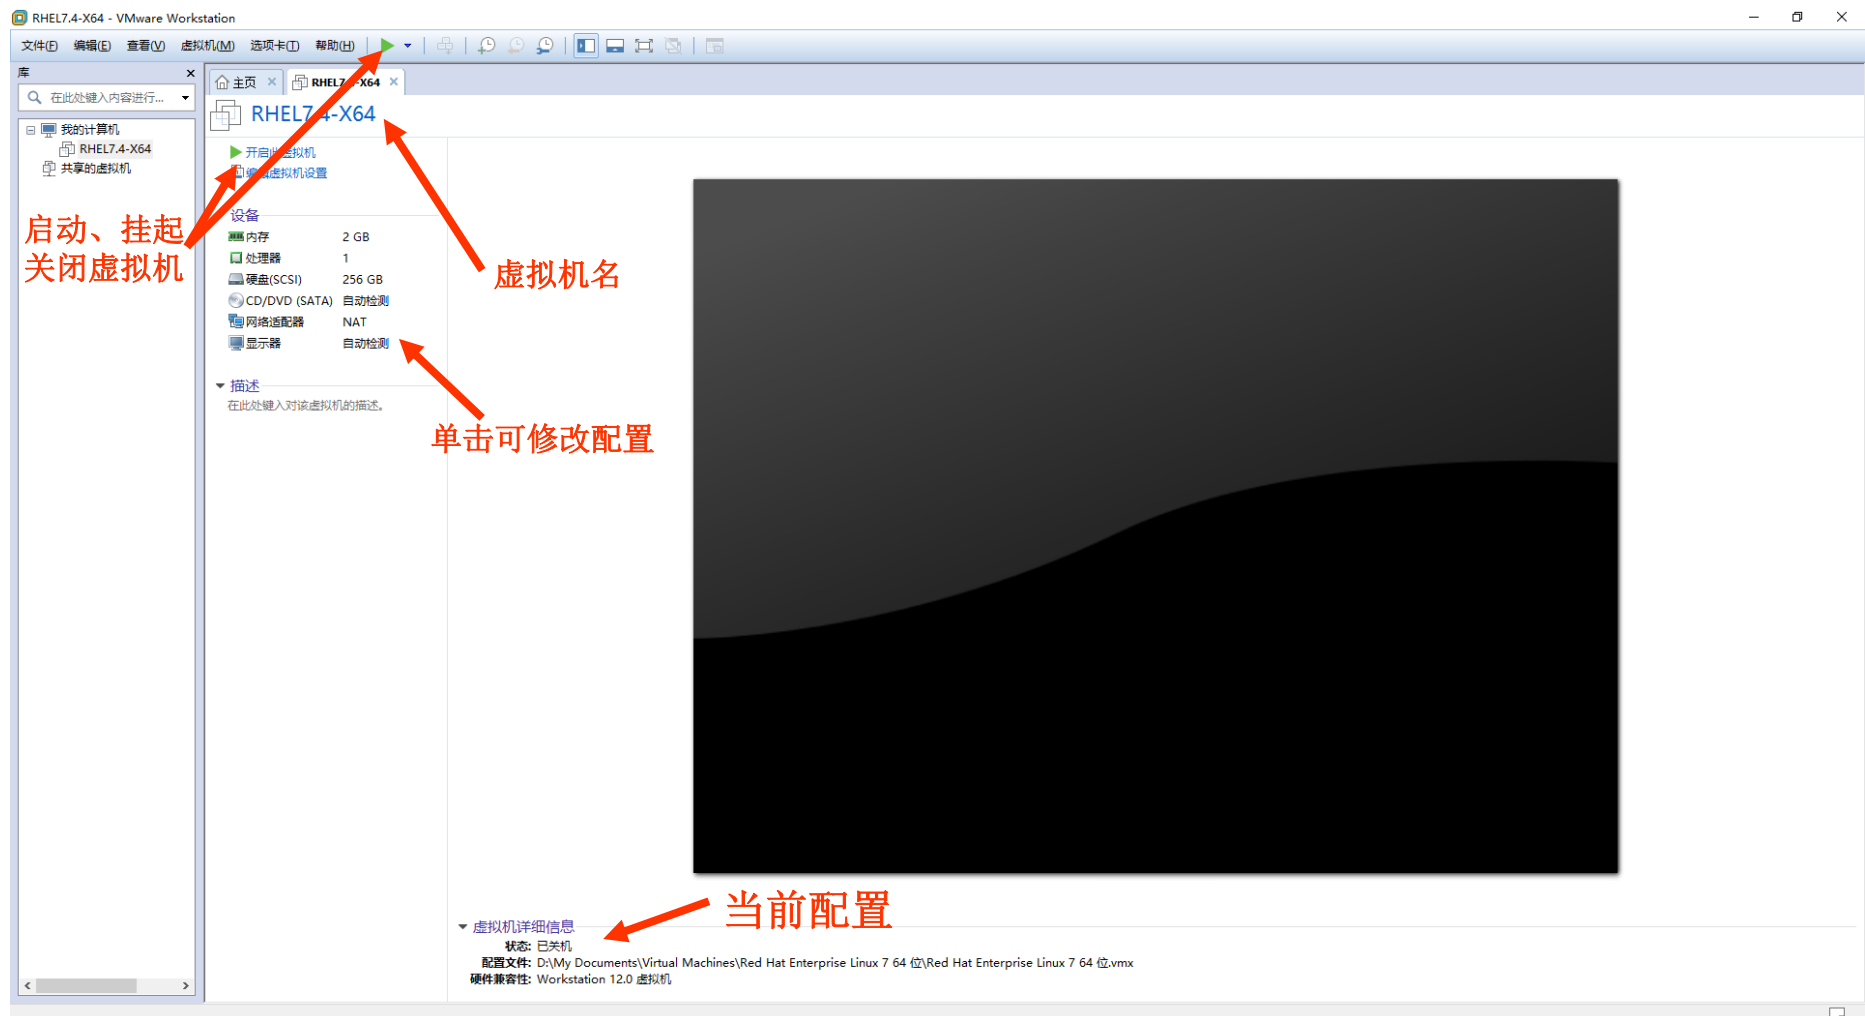 RHEL7.4-X64 - VMware Workstation
文件(F) 编辑(E) 查看(V) 虚拟机(M) 选项卡(T) 帮助(H)
库
在此处键入内容进行...
我的计算机
RHEL7.4-X64
共享的虚拟机
主页
RHEL7.4-X64
RHEL7.4-X64
开启此虚拟机
编辑虚拟机设置
设备
内存 2 GB
处理器 1
硬盘(SCSI) 256 GB
CD/DVD (SATA) 自动检测
网络适配器 NAT
显示器 自动检测
描述
在此处键入对该虚拟机的描述。
启动、挂起
关闭虚拟机
虚拟机名
单击可修改配置
当前配置
虚拟机详细信息
状态: 已关机
配置文件: D:\My Documents\Virtual Machines\Red Hat Enterprise Linux 7 64 位\Red Hat Enterprise Linux 7 64 位.vmx
硬件兼容性: Workstation 12.0 虚拟机